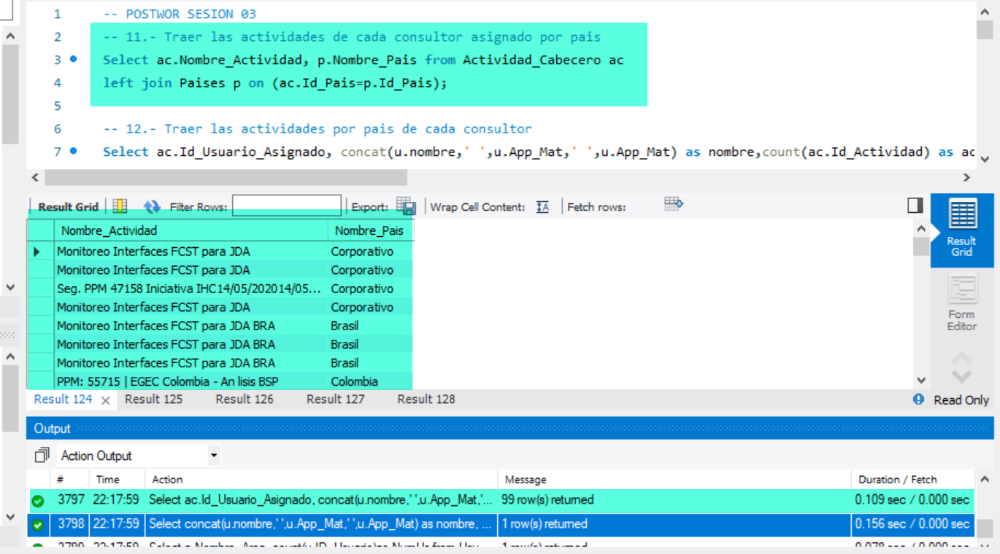 1 -- POSTWOR SESION 03
2 -- 11.- Traer las actividades de cada consultor asignado por pais
3 Select ac.Nombre_Actividad, p.Nombre_Pais from Actividad_Cabecero ac
4 left join Paises p on (ac.Id_Pais=p.Id_Pais);
5
6 -- 12.- Traer las actividades por pais de cada consultor
7 Select ac.Id_Usuario_Asignado, concat(u.nombre,' ',u.App_Mat,' ',u.App_Mat) as nombre,count(ac.Id_Actividad) as ac
Result Grid Filter Rows: Export: Wrap Cell Content: IA Fetch rows:
Nombre_Actividad Nombre_Pais
Monitoreo Interfaces FCST para JDA Corporativo
Monitoreo Interfaces FCST para JDA Corporativo
Seg. PPM 47158 Iniciativa IHC14/05/202014/05... Corporativo
Monitoreo Interfaces FCST para JDA Corporativo
Monitoreo Interfaces FCST para JDA BRA Brasil
Monitoreo Interfaces FCST para JDA BRA Brasil
Monitoreo Interfaces FCST para JDA BRA Brasil
PPM: 55715 | EGEC Colombia - An lisis BSP Colombia
Result Grid
Form Editor
Result 124 Result 125 Result 126 Result 127 Result 128 Read Only
Output
Action Output
# Time Action Message Duration / Fetch
3797 22:17:59 Select ac.Id_Usuario_Asignado, concat(u.nombre,' ',u.App_Mat,'... 99 row(s) returned 0.109 sec / 0.000 sec
3798 22:17:59 Select concat(u.nombre,' ',u.App_Mat,' ',u.App_Mat) as nombre, ... 1 row(s) returned 0.156 sec / 0.000 sec